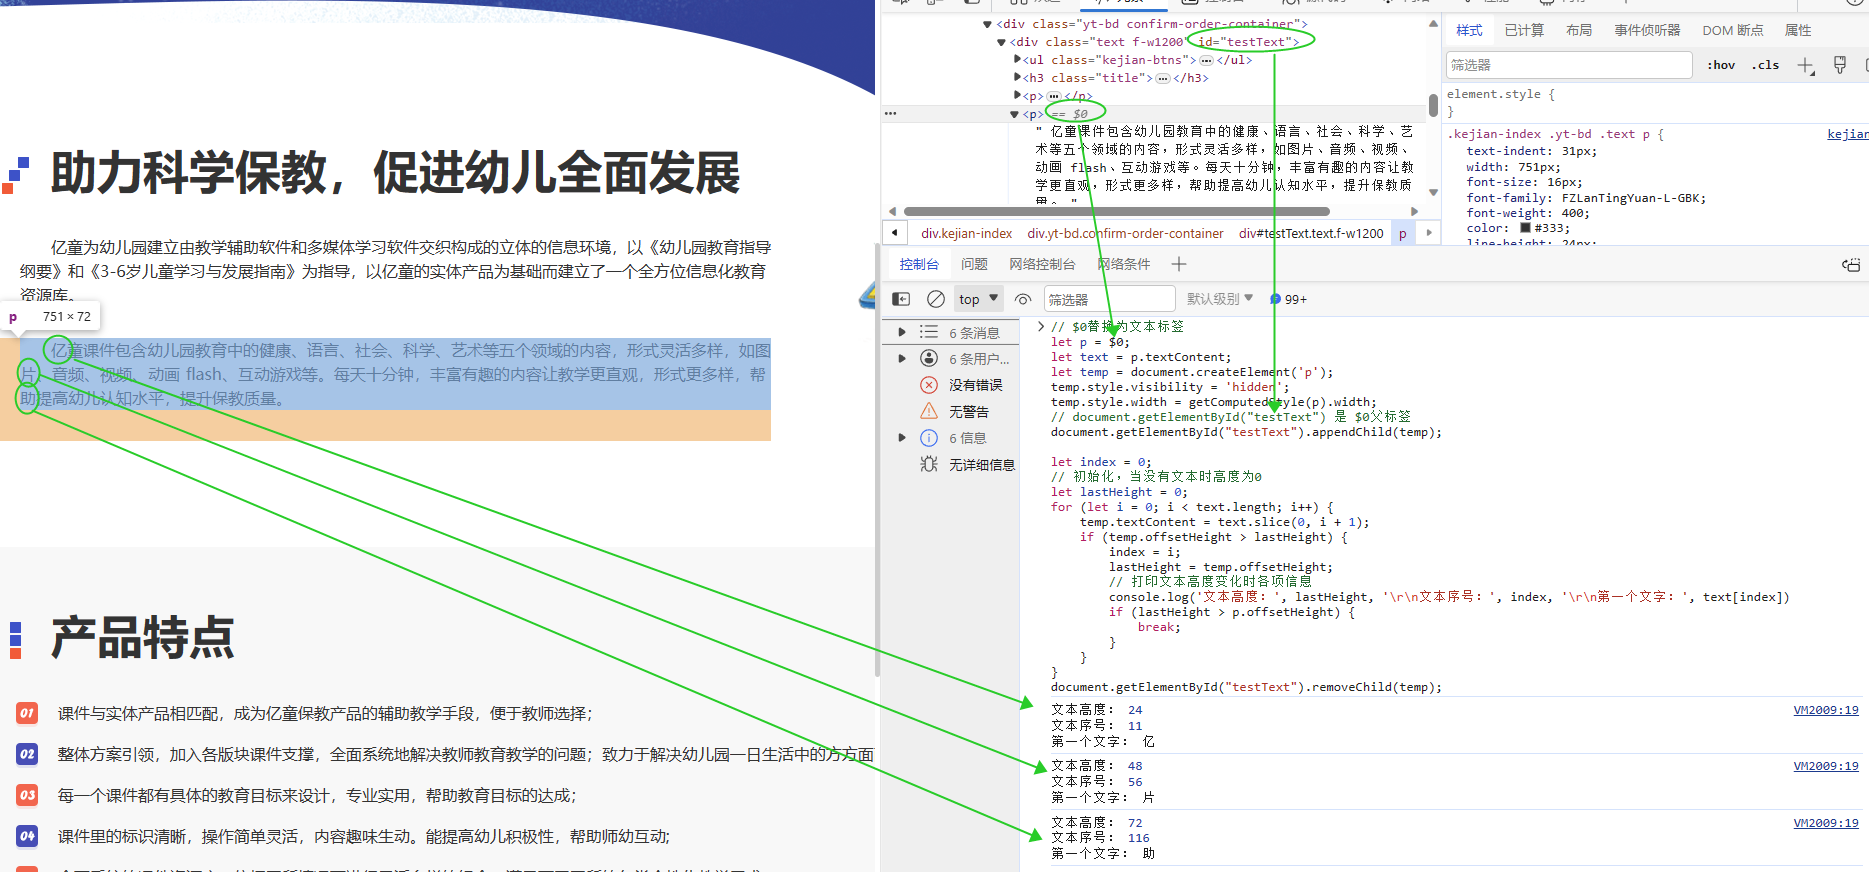 助力科学保教，促进幼儿全面发展
亿童为幼儿园建立由教学辅助软件和多媒体学习软件交织构成的立体的信息环境，以《幼儿园教育指导
纲要》和《3-6岁儿童学习与发展指南》为指导，以亿童的实体产品为基础而建立了一个全方位信息化教育
资源库。
p 751 × 72
亿童课件包含幼儿园教育中的健康、语言、社会、科学、艺术等五个领域的内容，形式灵活多样，如图
片、音频、视频、动画 flash、互动游戏等。每天十分钟，丰富有趣的内容让教学更直观，形式更多样，帮
助提高幼儿认知水平，提升保教质量。
产品特点
01 课件与实体产品相匹配，成为亿童保教产品的辅助教学手段，便于教师选择；
02 整体方案引领，加入各版块课件支撑，全面系统地解决教师教育教学的问题；致力于解决幼儿园一日生活中的方方面
03 每一个课件都有具体的教育目标来设计，专业实用，帮助教育目标的达成；
04 课件里的标识清晰，操作简单灵活，内容趣味生动。能提高幼儿积极性，帮助师幼互动；
<div class="yt-bd confirm-order-container">
<div class="text f-w1200" id="testText">
<ul class="kejian-btns">…</ul>
<h3 class="title">…</h3>
<p>…</p>
<p> == $0
" 亿童课件包含幼儿园教育中的健康、语言、社会、科学、艺
术等五个领域的内容，形式灵活多样，如图片、音频、视频、
动画 flash、互动游戏等。每天十分钟，丰富有趣的内容让教
学更直观，形式更多样，帮助提高幼儿认知水平，提升保教质
量。 "
div.kejian-index div.yt-bd.confirm-order-container div#testText.text.f-w1200 p
样式 已计算 布局 事件侦听器 DOM 断点 属性
筛选器 :hov .cls
element.style {
}
.kejian-index .yt-bd .text p { kejian
text-indent: 31px;
width: 751px;
font-size: 16px;
font-family: FZLanTingYuan-L-GBK;
font-weight: 400;
color: #333;
line-height: 24px;
控制台 问题 网络控制台 网络条件
top 筛选器 默认级别 99+
6 条消息
6 条用户...
没有错误
无警告
6 信息
无详细信息
// $0替换为文本标签
let p = $0;
let text = p.textContent;
let temp = document.createElement('p');
temp.style.visibility = 'hidden';
temp.style.width = getComputedStyle(p).width;
// document.getElementById("testText") 是 $0父标签
document.getElementById("testText").appendChild(temp);
let index = 0;
// 初始化，当没有文本时高度为0
let lastHeight = 0;
for (let i = 0; i < text.length; i++) {
temp.textContent = text.slice(0, i + 1);
if (temp.offsetHeight > lastHeight) {
index = i;
lastHeight = temp.offsetHeight;
// 打印文本高度变化时各项信息
console.log('文本高度：', lastHeight, '\r\n文本序号：', index, '\r\n第一个文字：', text[index])
if (lastHeight > p.offsetHeight) {
break;
}
}
}
document.getElementById("testText").removeChild(temp);
文本高度： 24 VM2009:19
文本序号： 11
第一个文字： 亿
文本高度： 48 VM2009:19
文本序号： 56
第一个文字： 片
文本高度： 72 VM2009:19
文本序号： 116
第一个文字： 助